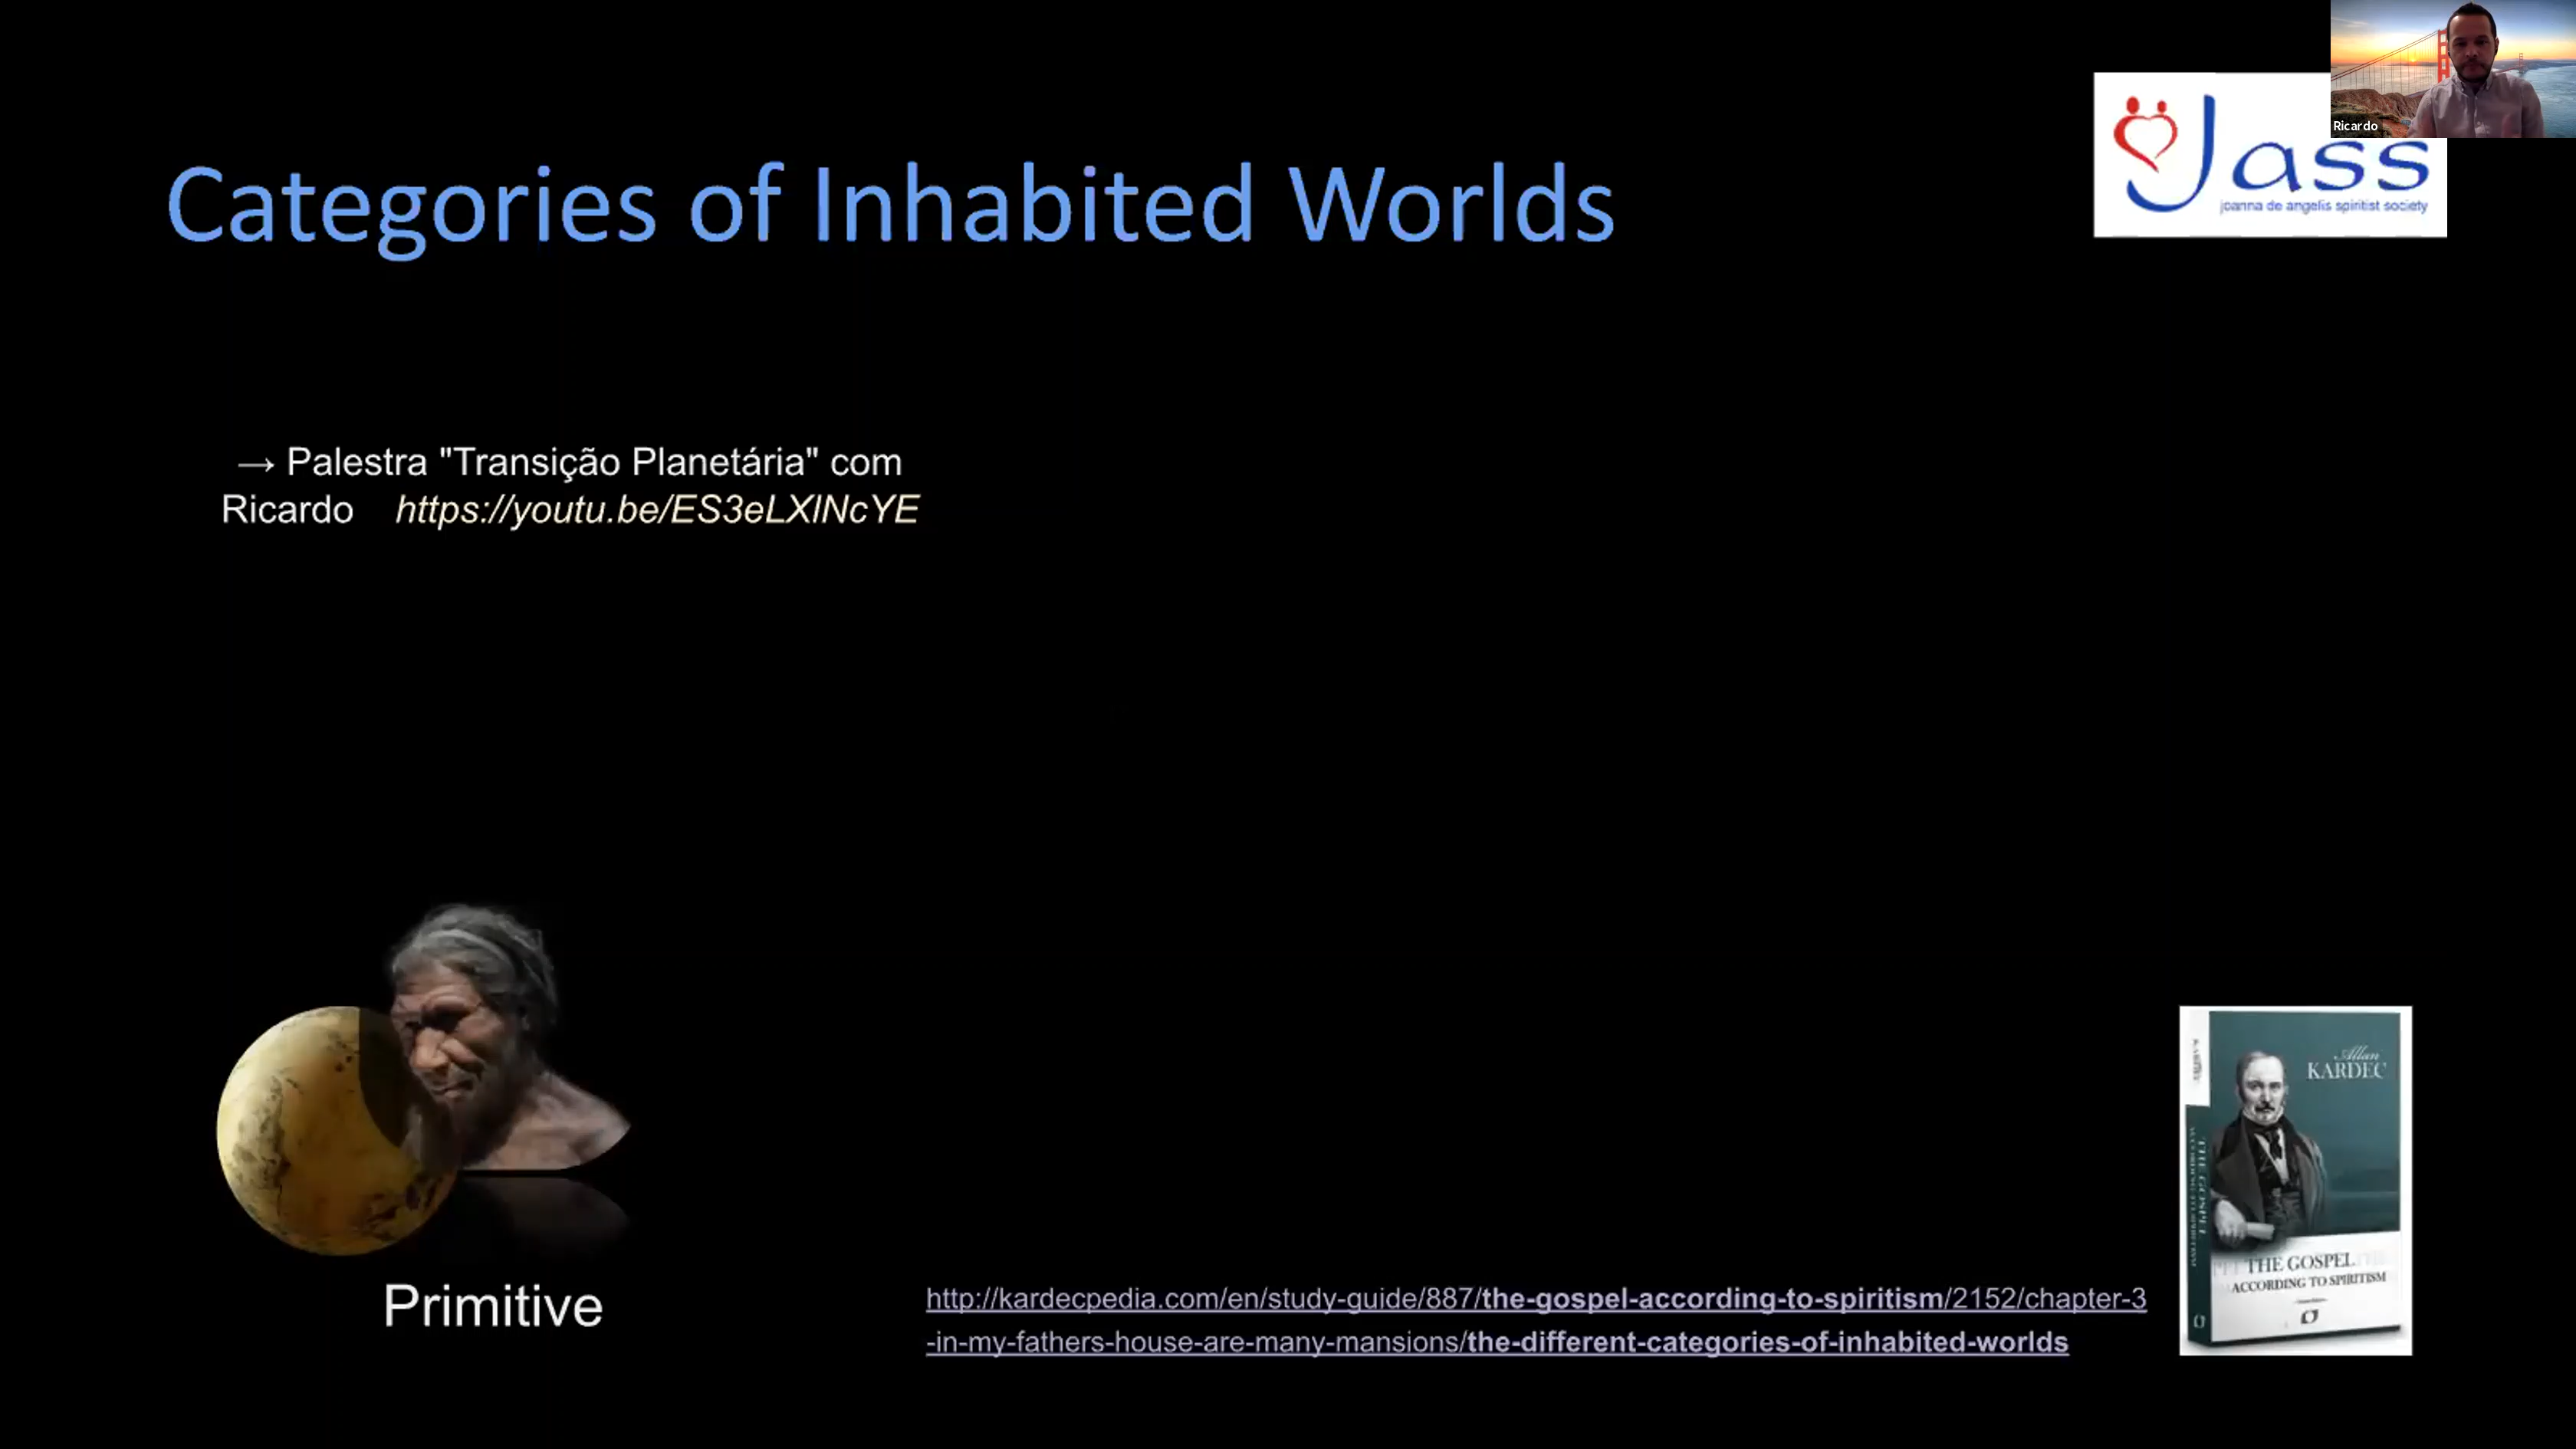 Ricardo
Jass
joanna de angelis spiritist society
Categories of Inhabited Worlds
→ Palestra "Transição Planetária" com
Ricardo https://youtu.be/ES3eLXlNcYE
Allan
KARDEC
THE GOSPEL
ACCORDING TO SPIRITISM
Primitive
http://kardecpedia.com/en/study-guide/887/the-gospel-according-to-spiritism/2152/chapter-3
-in-my-fathers-house-are-many-mansions/the-different-categories-of-inhabited-worlds